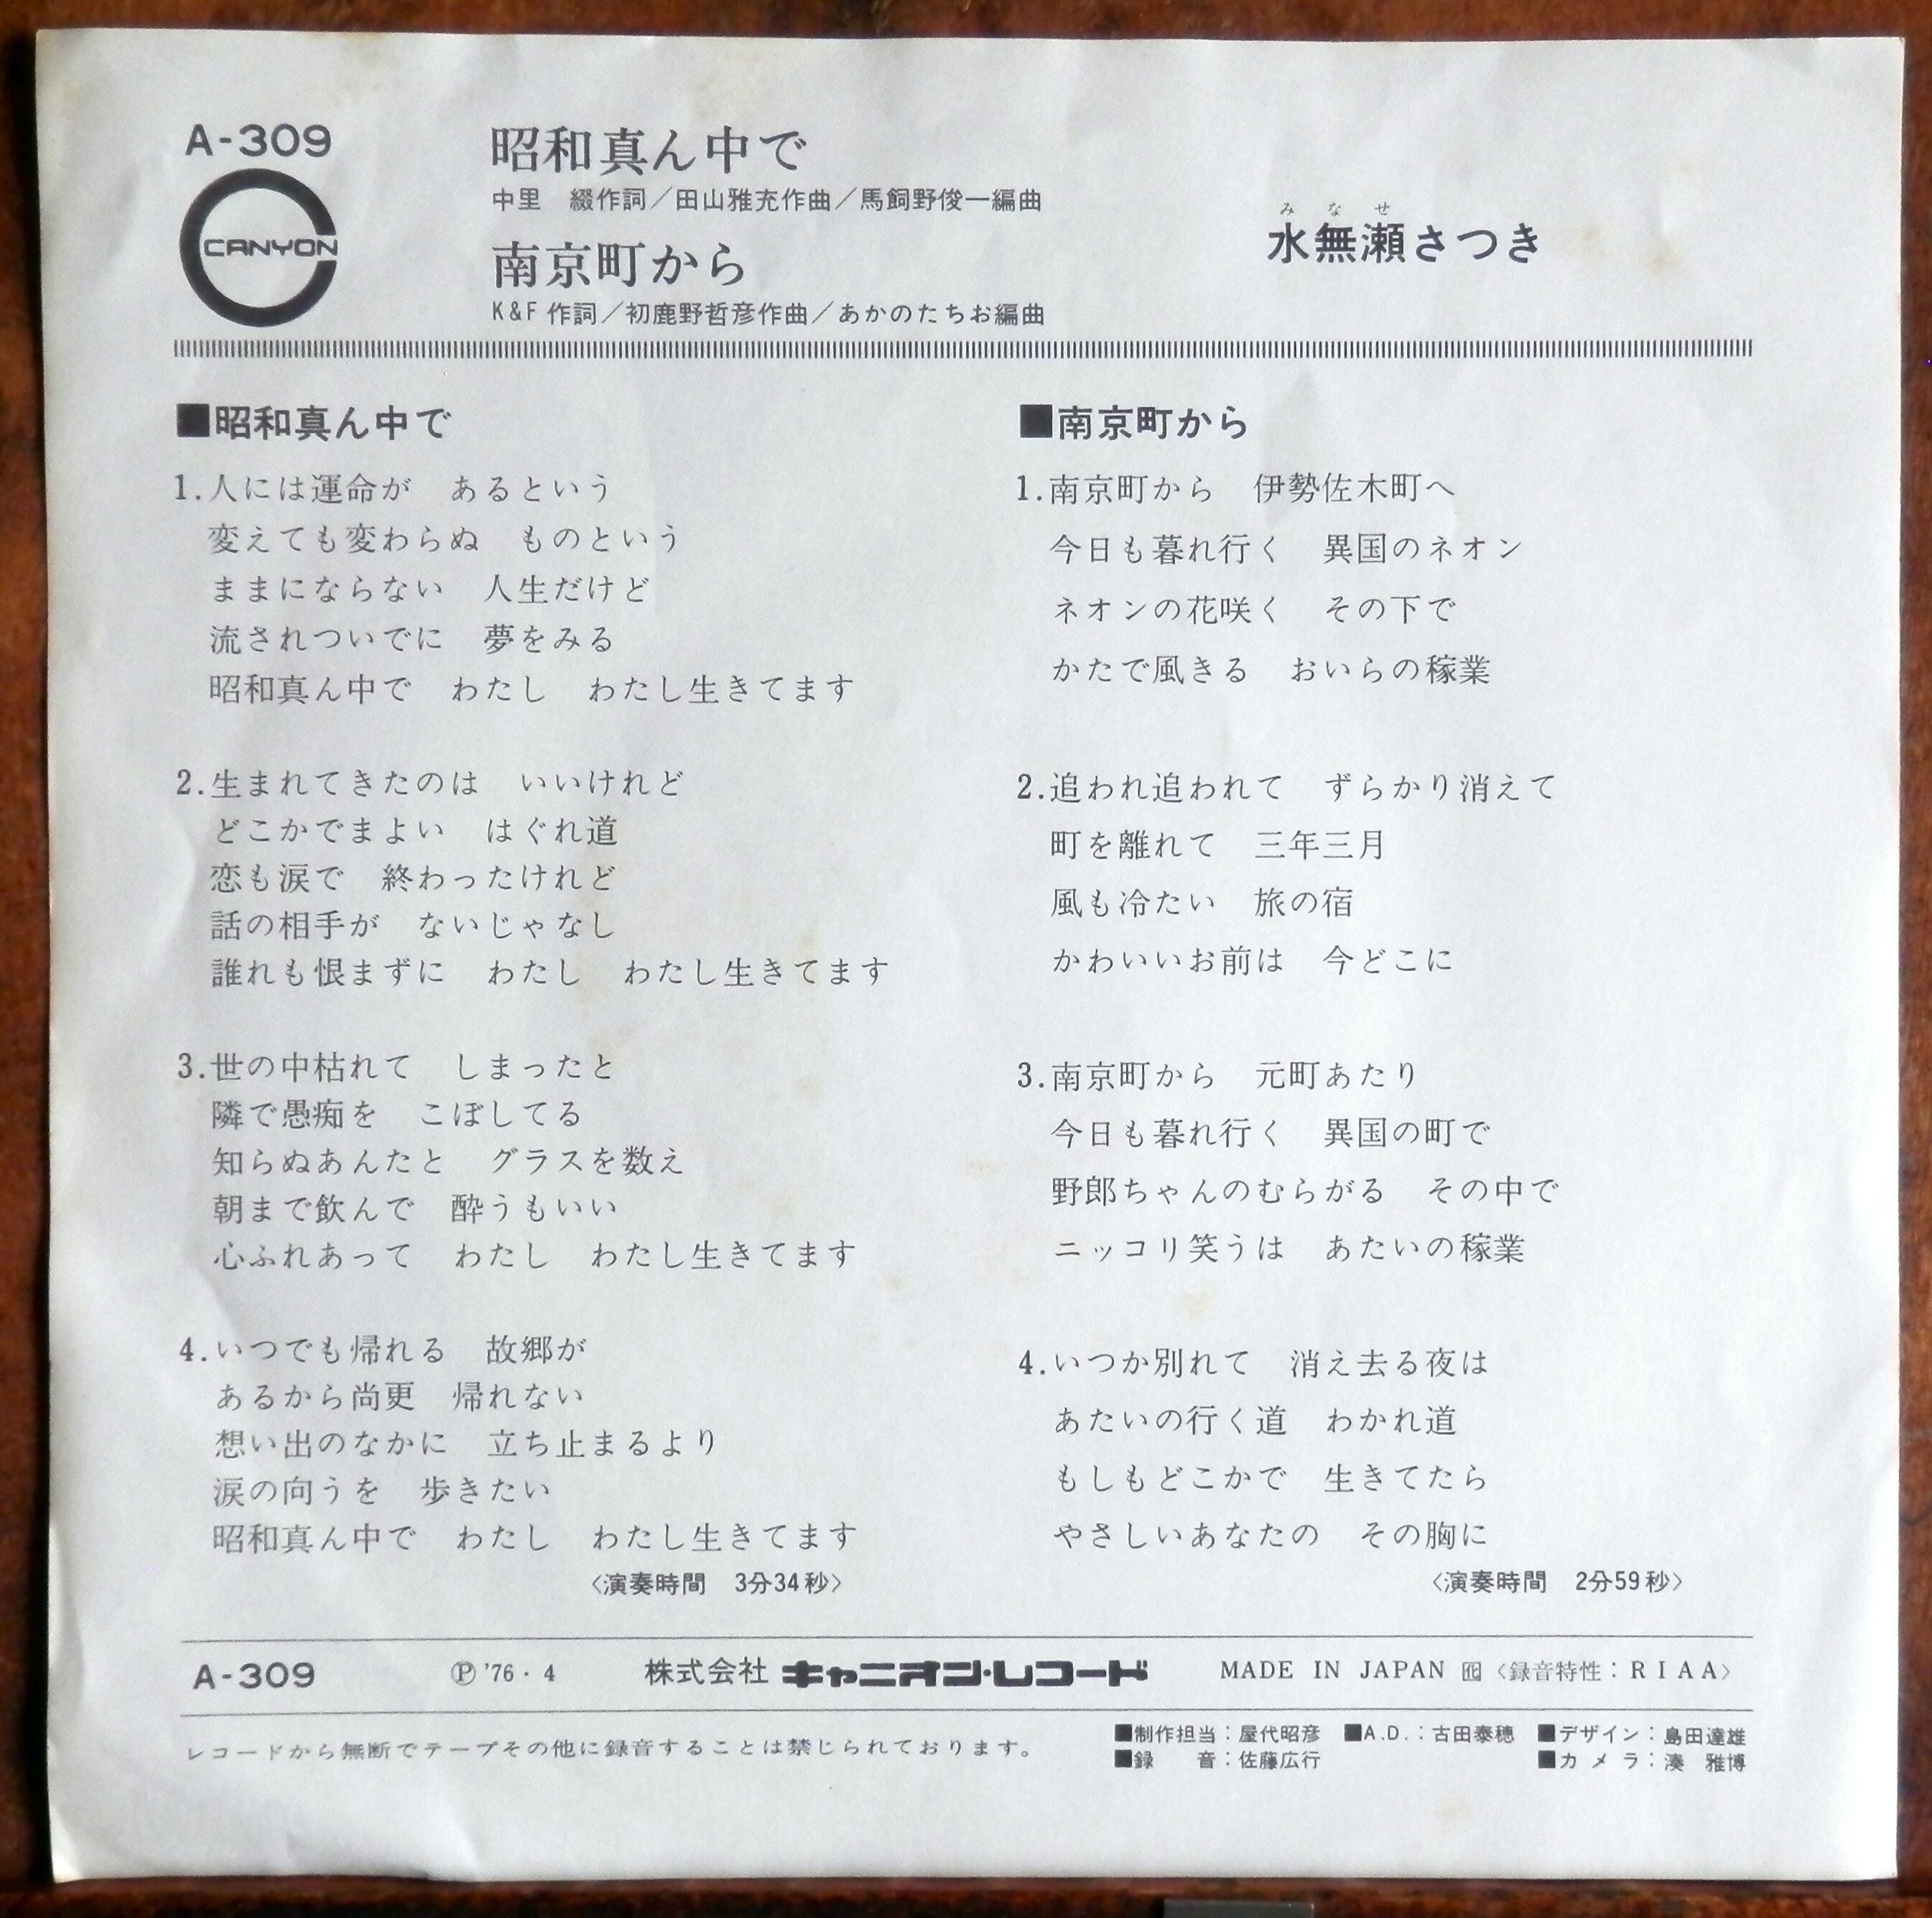 A-309
CANYON
昭和真ん中で
中里　綴作詞／田山雅充作曲／馬飼野俊一編曲
南京町から
K&F 作詞／初鹿野哲彦作曲／あかのたちお編曲
みなせ
水無瀬さつき
■昭和真ん中で
1.人には運命が　あるという
変えても変わらぬ　ものという
ままにならない　人生だけど
流されついでに　夢をみる
昭和真ん中で　わたし　わたし生きてます
2.生まれてきたのは　いいけれど
どこかでまよい　はぐれ道
恋も涙で　終わったけれど
話の相手が　ないじゃなし
誰れも恨まずに　わたし　わたし生きてます
3.世の中枯れて　しまったと
隣で愚痴を　こぼしてる
知らぬあんたと　グラスを数え
朝まで飲んで　酔うもいい
心ふれあって　わたし　わたし生きてます
4.いつでも帰れる　故郷が
あるから尚更　帰れない
想い出のなかに　立ち止まるより
涙の向うを　歩きたい
昭和真ん中で　わたし　わたし生きてます
〈演奏時間　3分34秒〉
■南京町から
1.南京町から　伊勢佐木町へ
今日も暮れ行く　異国のネオン
ネオンの花咲く　その下で
かたで風きる　おいらの稼業
2.追われ追われて　ずらかり消えて
町を離れて　三年三月
風も冷たい　旅の宿
かわいいお前は　今どこに
3.南京町から　元町あたり
今日も暮れ行く　異国の町で
野郎ちゃんのむらがる　その中で
ニッコリ笑うは　あたいの稼業
4.いつか別れて　消え去る夜は
あたいの行く道　わかれ道
もしもどこかで　生きてたら
やさしいあなたの　その胸に
〈演奏時間　2分59秒〉
A-309　Ⓟ'76・4　株式会社 キャニオン・レコード　MADE IN JAPAN 〈録音特性：RIAA〉
レコードから無断でテープその他に録音することは禁じられております。
■制作担当：屋代昭彦　■A.D.：古田泰穂　■デザイン：島田達雄
■録　音：佐藤広行　■カメラ：湊　雅博